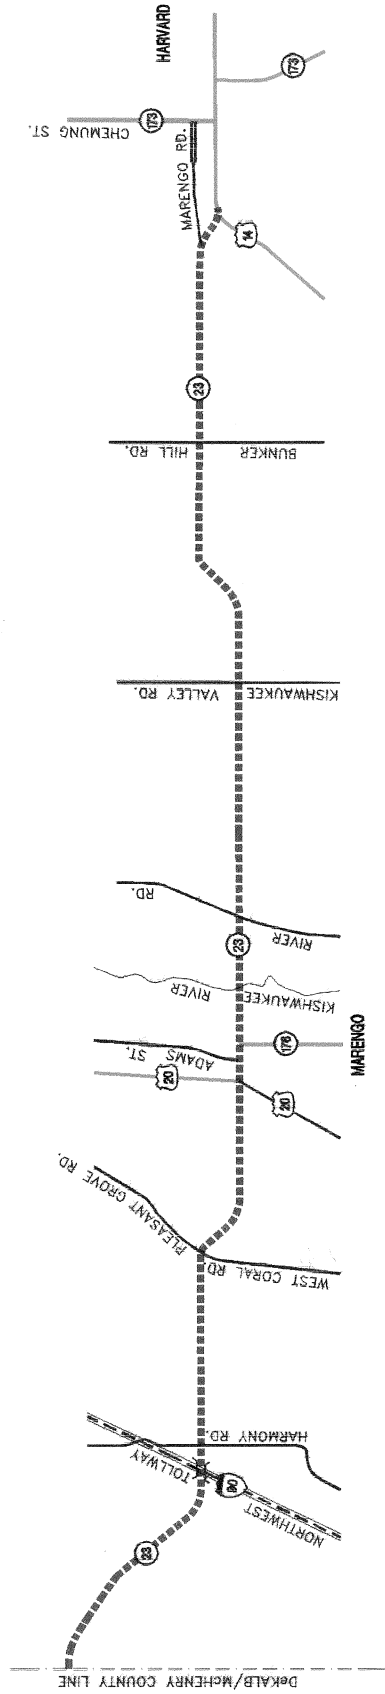 HARVARD
173
CHEMUNG ST.
173
MARENGO RD.
14
23
BUNKER HILL RD.
KISHWAUKEE VALLEY RD.
RIVER RD.
23
KISHWAUKEE RIVER
ADAMS ST.
176
MARENGO
20
20
PLEASANT GROVE RD.
WEST CORAL RD.
HARMONY RD.
NORTHWEST TOLLWAY
90
23
DeKALB/McHENRY COUNTY LINE